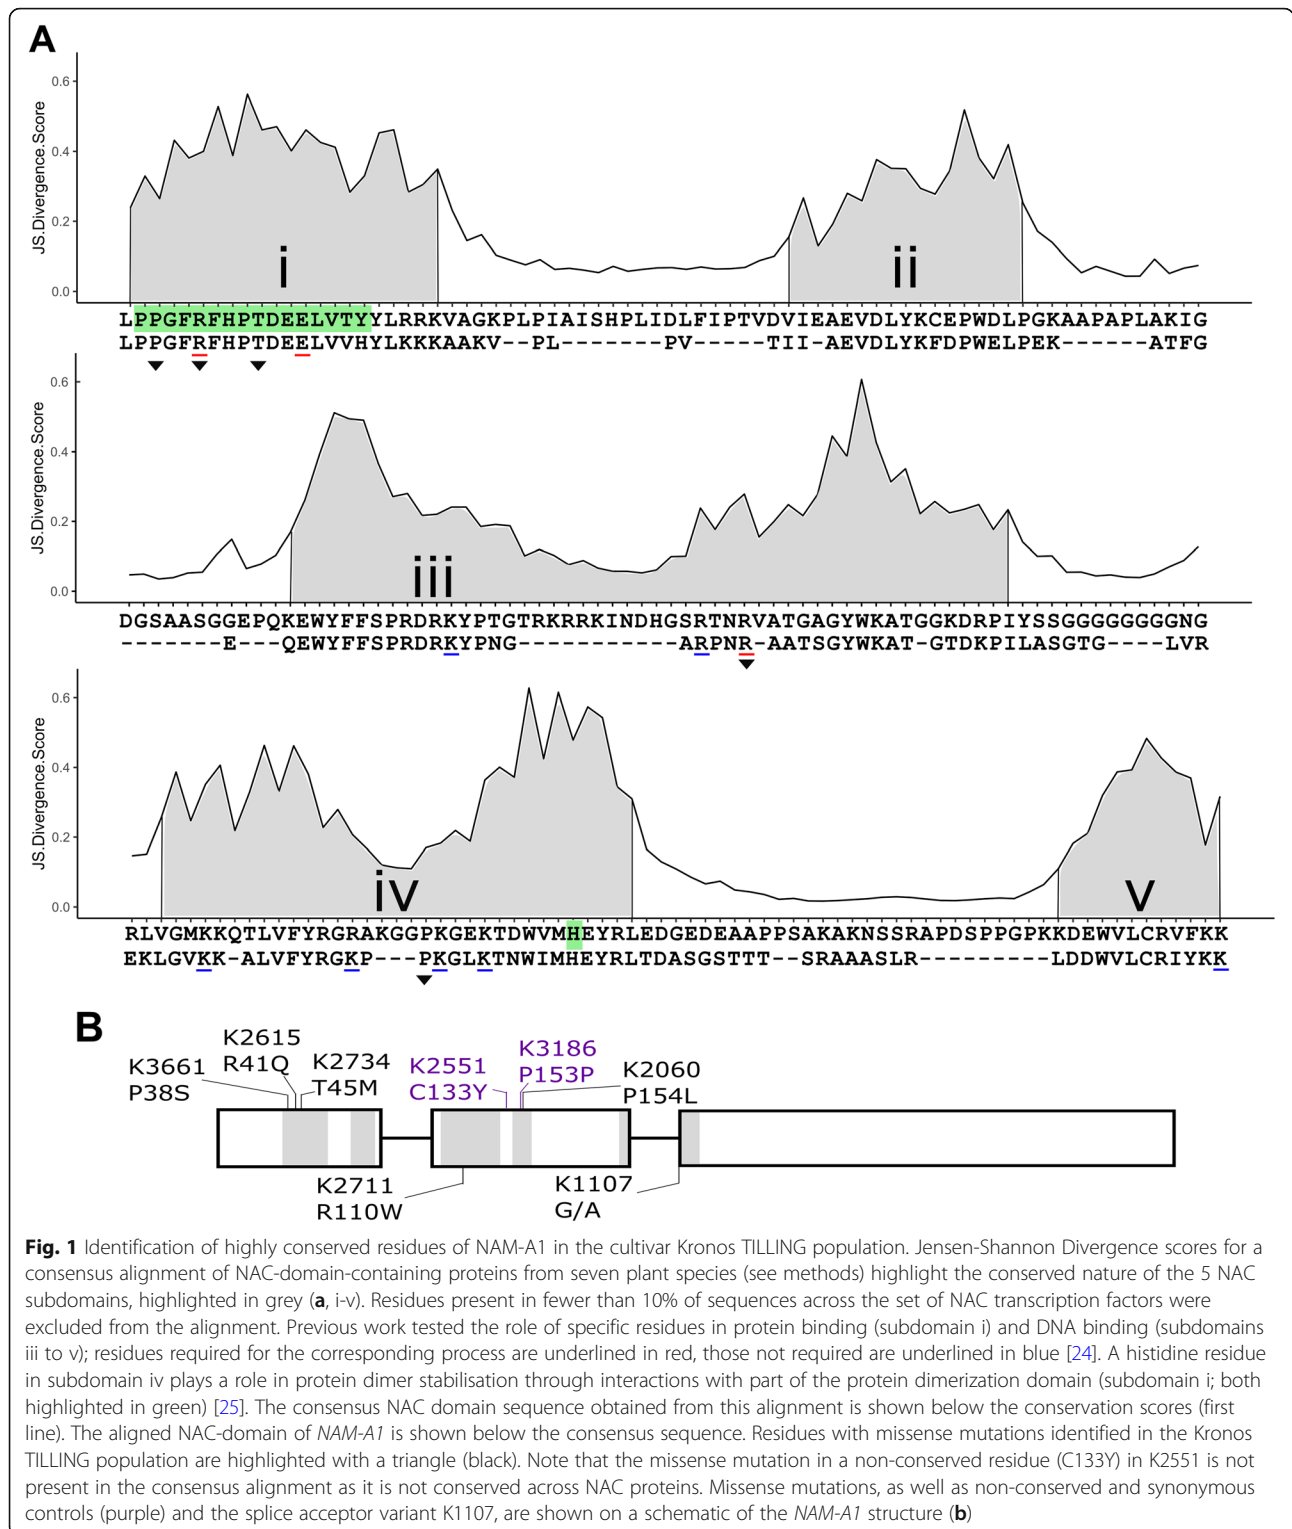 A
JS.Divergence.Score
0.6
0.4
0.2
0.0
i
ii
LPPGFRFHPTDEELVTYYLRRKVAGKPLPIAISHPLIDLFIPTVDVIEAEVDLYKCEPWDLPGKAAPAPLAKIG
LPPGFRFHPTDEELVVHYLKKKAAKV--PL-------PV-----TII-AEVDLYKFDPWELPEK------ATFG
JS.Divergence.Score
0.6
0.4
0.2
0.0
iii
DGSAASGGEPQKEWYFFSPRDRKYPTGTRKRRKINDHGSRTNRVATGAGYWKATGGKDRPIYSSGGGGGGGGNG
-------E---QEWYFFSPRDRKYPNG-----------ARPNR-AATSGYWKAT-GTDKPILASGTG----LVR
JS.Divergence.Score
0.6
0.4
0.2
0.0
iv
v
RLVGMKKQTLVFYRGRAKGGPKGEKTDWVMHEYRLEDGEDEAAPPSAKAKNSSRAPDSPPGPKKDEWVLCRVFKK
EKLGVKK-ALVFYRGKP---PKGLKTNWIMHEYRLTDASGSTTT--SRAAASLR---------LDDWVLCRIYKK
B
K3661
P38S
K2615
R41Q
K2734
T45M
K2551
C133Y
K3186
P153P
K2060
P154L
K2711
R110W
K1107
G/A
Fig. 1 Identification of highly conserved residues of NAM-A1 in the cultivar Kronos TILLING population. Jensen-Shannon Divergence scores for a
consensus alignment of NAC-domain-containing proteins from seven plant species (see methods) highlight the conserved nature of the 5 NAC
subdomains, highlighted in grey (a, i-v). Residues present in fewer than 10% of sequences across the set of NAC transcription factors were
excluded from the alignment. Previous work tested the role of specific residues in protein binding (subdomain i) and DNA binding (subdomains
iii to v); residues required for the corresponding process are underlined in red, those not required are underlined in blue [24]. A histidine residue
in subdomain iv plays a role in protein dimer stabilisation through interactions with part of the protein dimerization domain (subdomain i; both
highlighted in green) [25]. The consensus NAC domain sequence obtained from this alignment is shown below the conservation scores (first
line). The aligned NAC-domain of NAM-A1 is shown below the consensus sequence. Residues with missense mutations identified in the Kronos
TILLING population are highlighted with a triangle (black). Note that the missense mutation in a non-conserved residue (C133Y) in K2551 is not
present in the consensus alignment as it is not conserved across NAC proteins. Missense mutations, as well as non-conserved and synonymous
controls (purple) and the splice acceptor variant K1107, are shown on a schematic of the NAM-A1 structure (b)